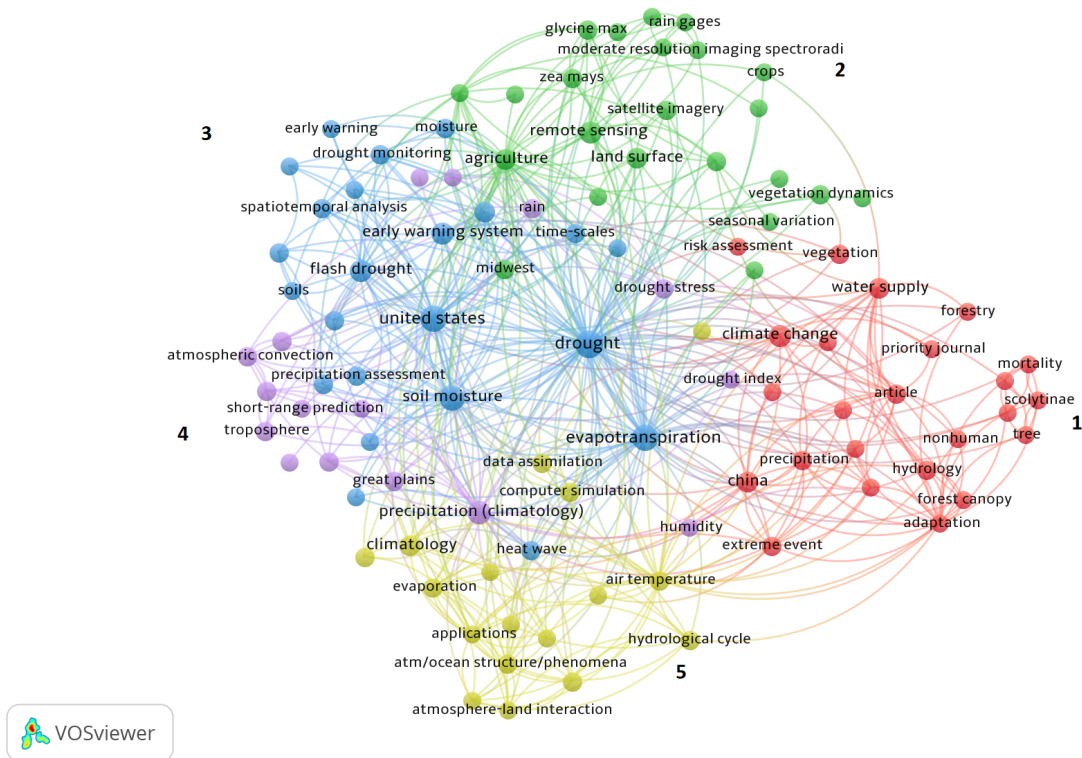 rain gages
glycine max
moderate resolution imaging spectroradi
2
crops
zea mays
satellite imagery
3
early warning
moisture
remote sensing
drought monitoring
agriculture
land surface
vegetation dynamics
spatiotemporal analysis
rain
seasonal variation
early warning system
time-scales
risk assessment
vegetation
flash drought
midwest
soils
drought stress
water supply
forestry
united states
climate change
drought
priority journal
atmospheric convection
mortality
precipitation assessment
drought index
article
soil moisture
scolytinae
short-range prediction
1
troposphere
4
evapotranspiration
nonhuman
tree
data assimilation
precipitation
hydrology
great plains
china
computer simulation
forest canopy
precipitation (climatology)
adaptation
humidity
climatology
heat wave
extreme event
evaporation
air temperature
applications
hydrological cycle
atm/ocean structure/phenomena
5
atmosphere-land interaction
VOSviewer